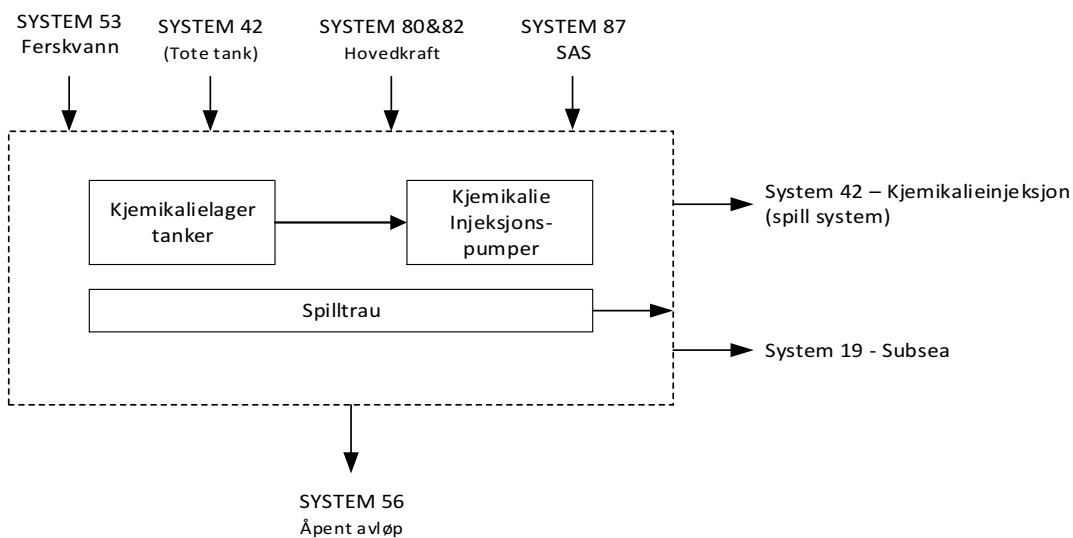 SYSTEM 53
Ferskvann
SYSTEM 42
(Tote tank)
SYSTEM 80&82
Hovedkraft
SYSTEM 87
SAS
Kjemikalielager
tanker
Kjemikalie
Injeksjons-
pumper
Spilltrau
System 42 – Kjemikalieinjeksjon
(spill system)
System 19 - Subsea
SYSTEM 56
Åpent avløp